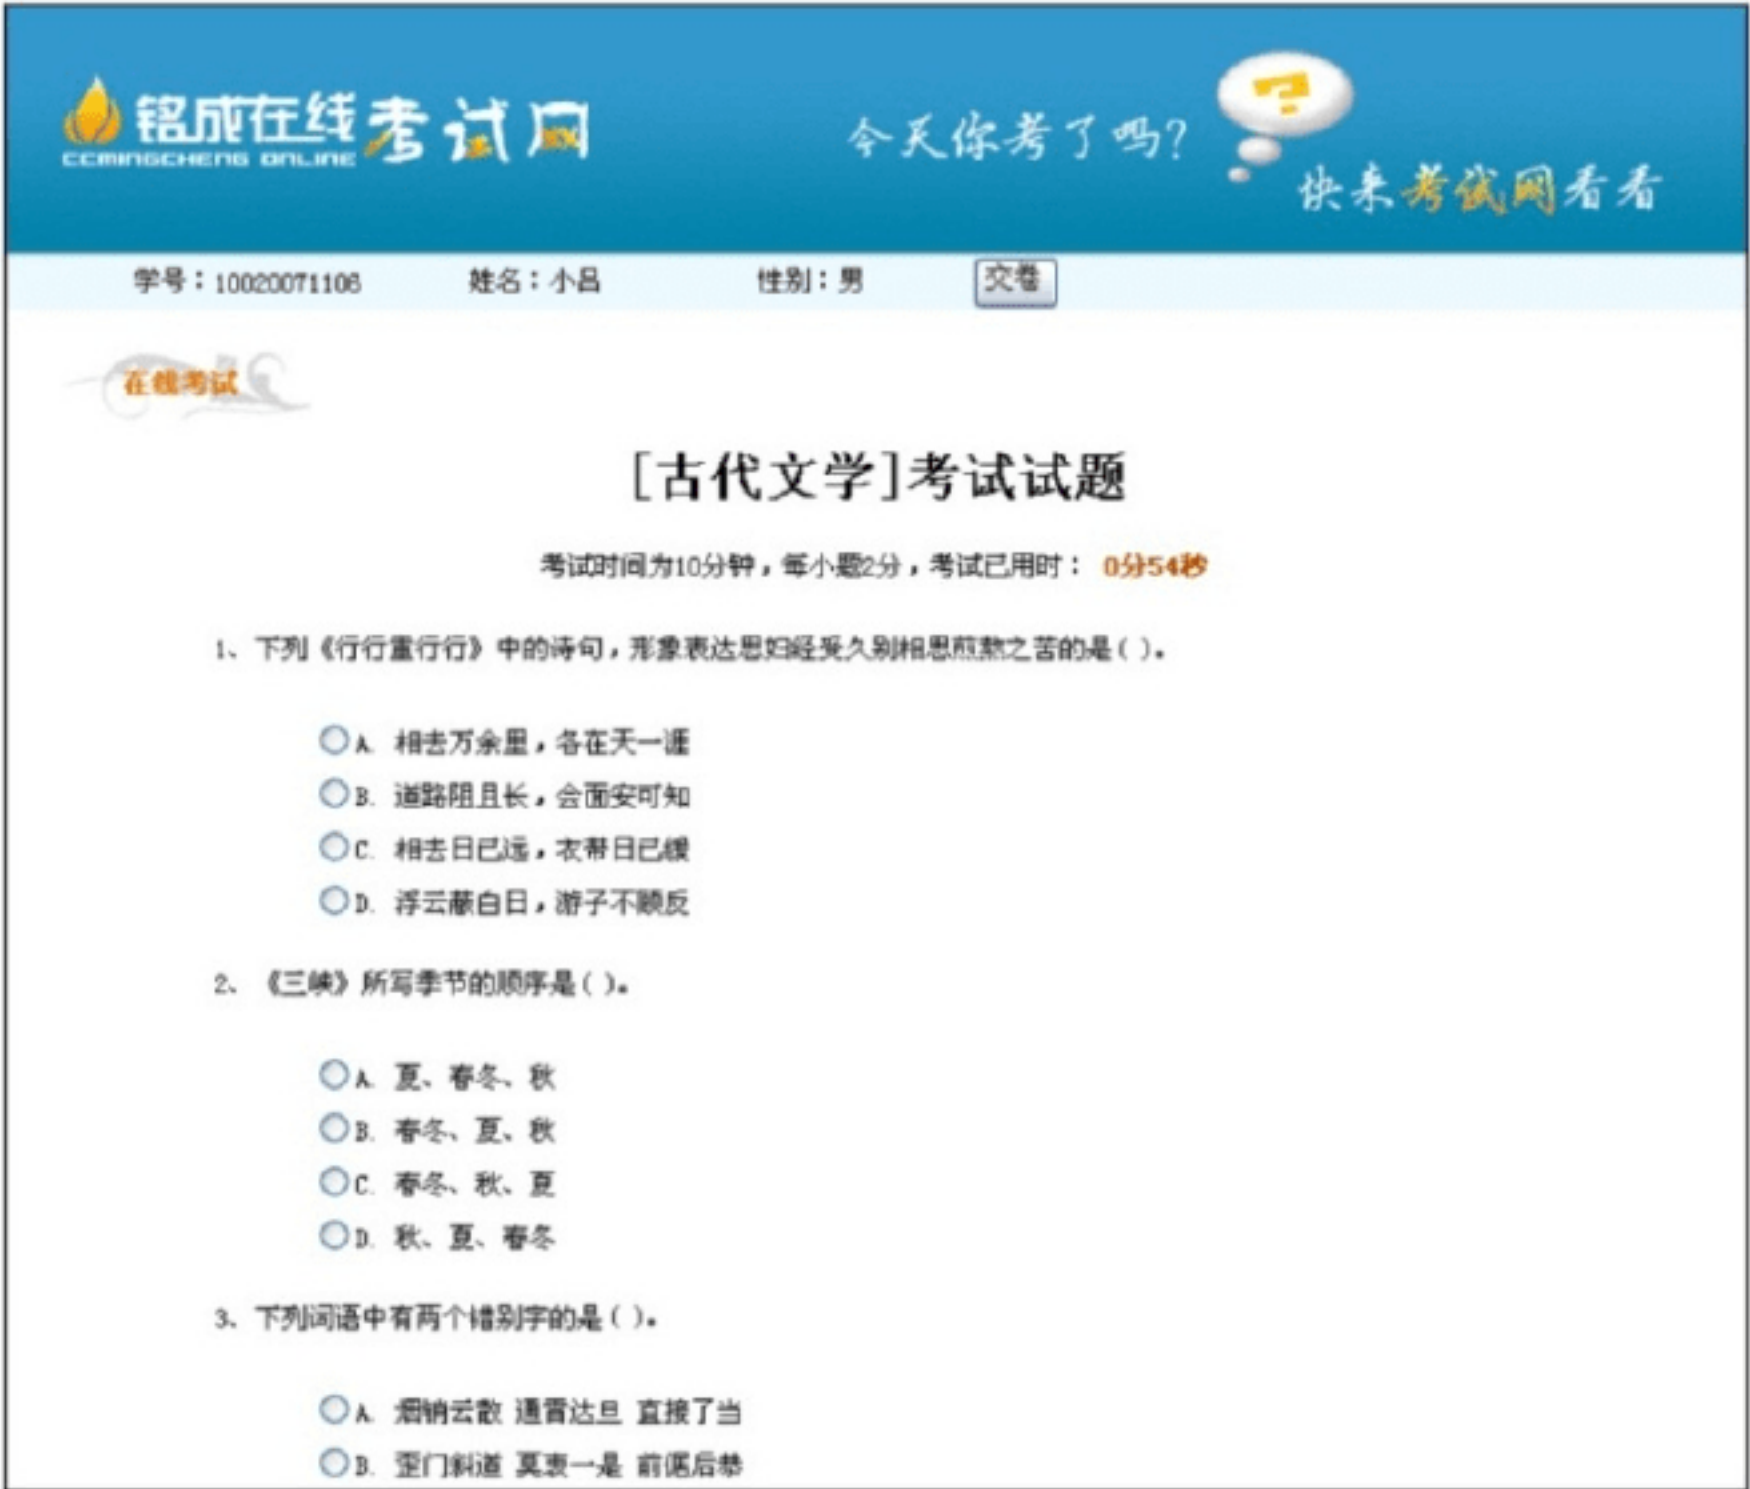 铭成在线考试网
CCMINGCHENG ONLINE
今天你考了吗?
?
快来考试网看看
学号：10020071106 姓名：小吕 性别：男 交卷
在线考试
[古代文学]考试试题
考试时间为10分钟，每小题2分，考试已用时： 0分54秒
1、下列《行行重行行》中的诗句，形象表达思妇经受久别相思煎熬之苦的是( )。
A. 相去万余里，各在天一涯
B. 道路阻且长，会面安可知
C. 相去日已远，衣带日已缓
D. 浮云蔽白日，游子不顾反
2、《三峡》所写季节的顺序是( )。
A. 夏、春冬、秋
B. 春冬、夏、秋
C. 春冬、秋、夏
D. 秋、夏、春冬
3、下列词语中有两个错别字的是( )。
A. 烟销云散 通霄达旦 直接了当
B. 歪门斜道 莫衷一是 前倨后恭